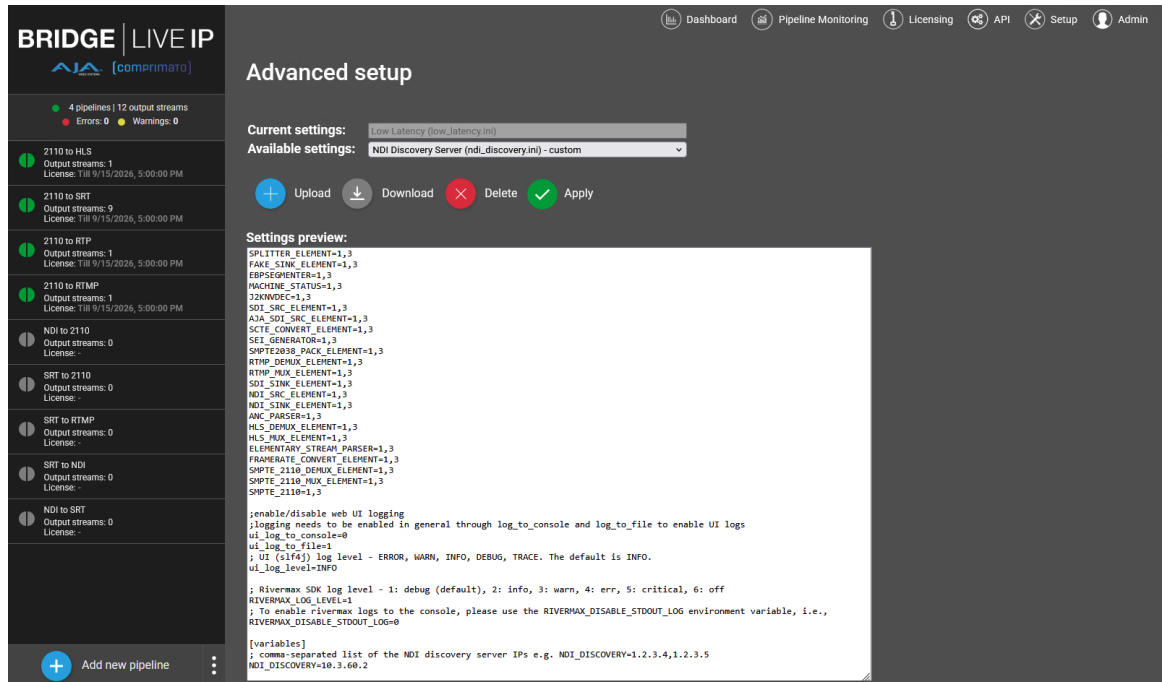 Dashboard
Pipeline Monitoring
Licensing
API
Setup
Admin
BRIDGE LIVE IP
AJA [comprimato]
4 pipelines | 12 output streams
Errors: 0 Warnings: 0
2110 to HLS
Output streams: 1
License: Till 9/15/2026, 5:00:00 PM
2110 to SRT
Output streams: 9
License: Till 9/15/2026, 5:00:00 PM
2110 to RTP
Output streams: 1
License: Till 9/15/2026, 5:00:00 PM
2110 to RTMP
Output streams: 1
License: Till 9/15/2026, 5:00:00 PM
NDI to 2110
Output streams: 0
License: -
SRT to 2110
Output streams: 0
License: -
SRT to RTMP
Output streams: 0
License: -
SRT to NDI
Output streams: 0
License: -
NDI to SRT
Output streams: 0
License: -
Add new pipeline
Advanced setup
Current settings: Low Latency (low_latency.ini)
Available settings: NDI Discovery Server (ndi_discovery.ini) - custom
Upload
Download
Delete
Apply
Settings preview:
SPLITTER_ELEMENT=1,3
FAKE_SINK_ELEMENT=1,3
EBPSEGMENTER=1,3
MACHINE_STATUS=1,3
J2KNVDEC=1,3
SDI_SRC_ELEMENT=1,3
AJA_SDI_SRC_ELEMENT=1,3
SCTE_CONVERT_ELEMENT=1,3
SEI_GENERATOR=1,3
SMPTE2038_PACK_ELEMENT=1,3
RTMP_DEMUX_ELEMENT=1,3
RTMP_MUX_ELEMENT=1,3
SDI_SINK_ELEMENT=1,3
NDI_SRC_ELEMENT=1,3
NDI_SINK_ELEMENT=1,3
ANC_PARSER=1,3
HLS_DEMUX_ELEMENT=1,3
HLS_MUX_ELEMENT=1,3
ELEMENTARY_STREAM_PARSER=1,3
FRAMERATE_CONVERT_ELEMENT=1,3
SMPTE_2110_DEMUX_ELEMENT=1,3
SMPTE_2110_MUX_ELEMENT=1,3
SMPTE_2110=1,3
;enable/disable web UI logging
;logging needs to be enabled in general through log_to_console and log_to_file to enable UI logs
ui_log_to_console=0
ui_log_to_file=1
; UI (slf4j) log level - ERROR, WARN, INFO, DEBUG, TRACE. The default is INFO.
ui_log_level=INFO
; Rivermax SDK log level - 1: debug (default), 2: info, 3: warn, 4: err, 5: critical, 6: off
RIVERMAX_LOG_LEVEL=1
; To enable rivermax logs to the console, please use the RIVERMAX_DISABLE_STDOUT_LOG environment variable, i.e.,
RIVERMAX_DISABLE_STDOUT_LOG=0
[variables]
; comma-separated list of the NDI discovery server IPs e.g. NDI_DISCOVERY=1.2.3.4,1.2.3.5
NDI_DISCOVERY=10.3.60.2